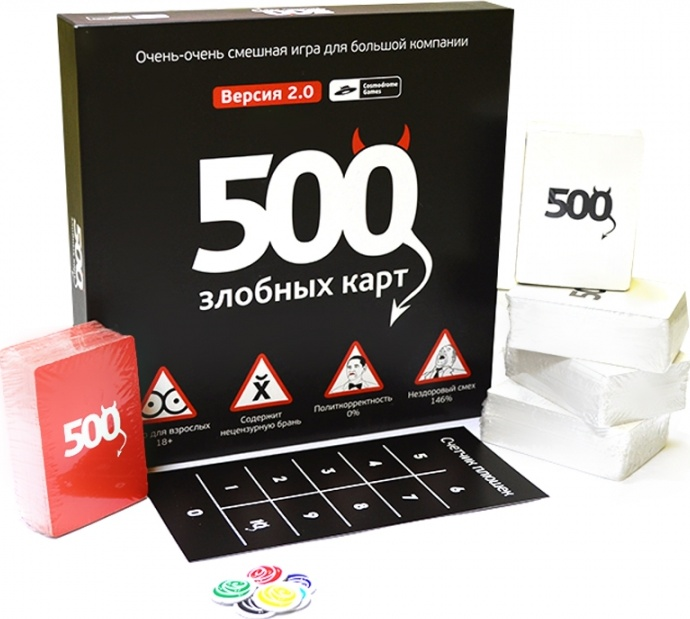 Очень-очень смешная игра для большой компании
Версия 2.0
Cosmodrome
Games
500
злобных карт
для взрослых
18+
Содержит
нецензурную брань
Политкорректность
0%
Нездоровый смех
146%
500
500
500
Счетчик плюшек
0
1
2
3
4
5
10
9
8
7
6